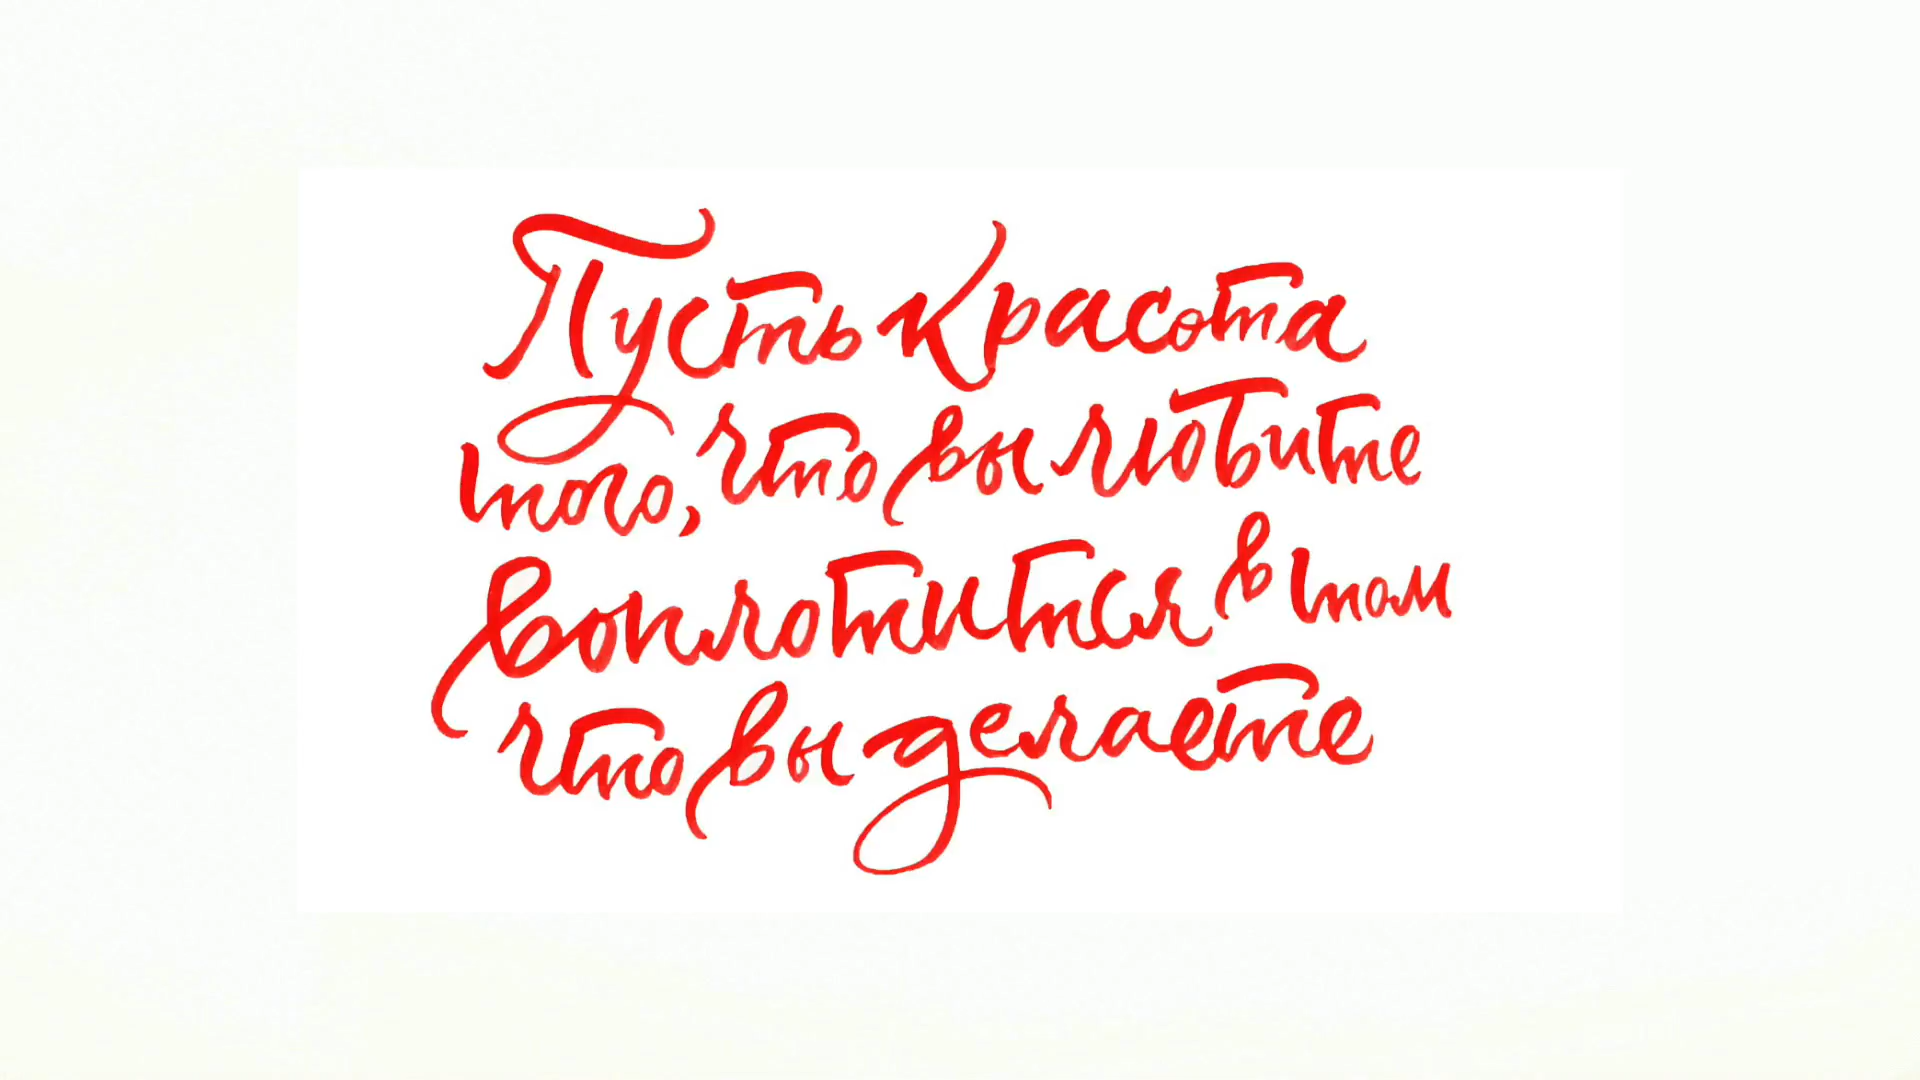 Пусть красота
того, что вы любите
воплотится в том
что вы делаете